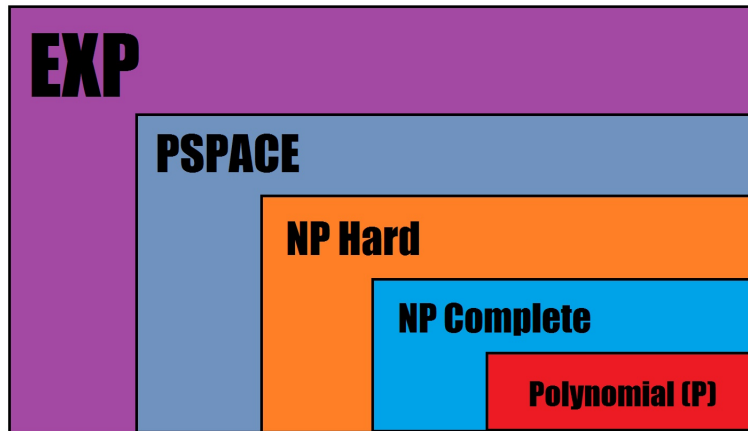 EXP
PSPACE
NP Hard
NP Complete
Polynomial (P)